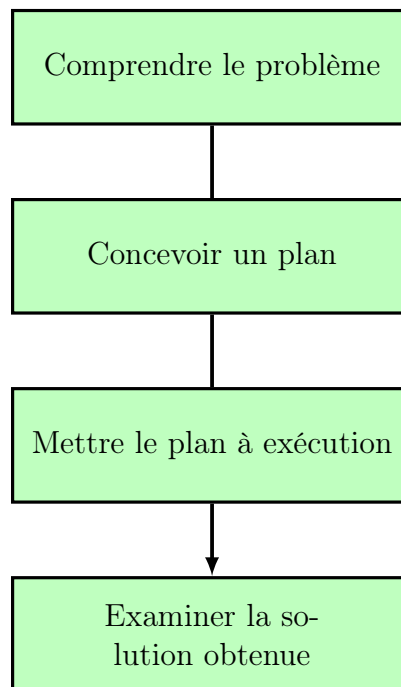 Comprendre le problème
Concevoir un plan
Mettre le plan à exécution
Examiner la so-
lution obtenue